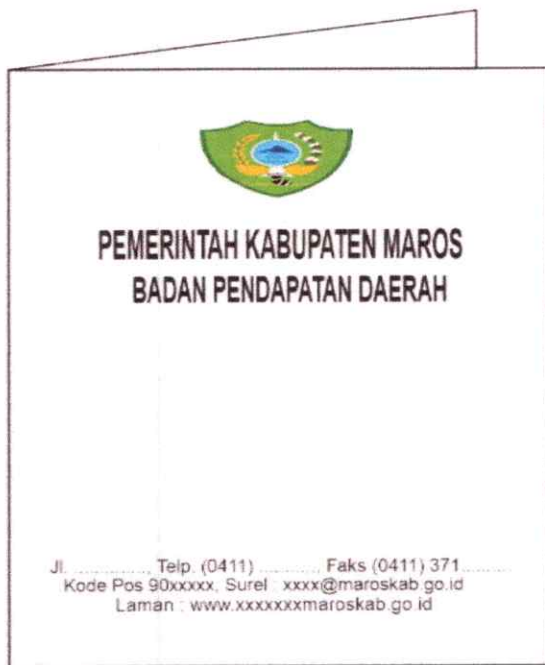 PEMERINTAH KABUPATEN MAROS
BADAN PENDAPATAN DAERAH
Jl. .............., Telp. (0411) ..........., Faks (0411) 371.........
Kode Pos 90xxxxx, Surel : xxxx@maroskab.go.id
Laman : www.xxxxxxxmaroskab.go.id